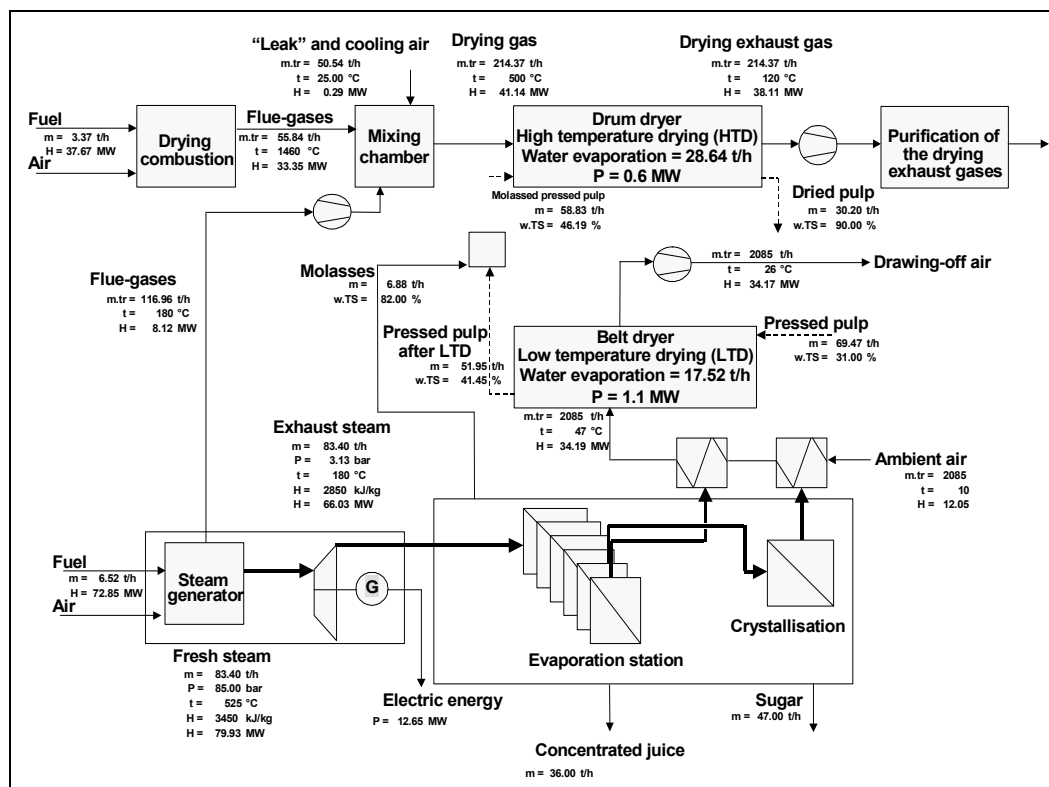 “Leak” and cooling air
m.tr = 50.54 t/h
t = 25.00 °C
H = 0.29 MW
Drying gas
m.tr = 214.37 t/h
t = 500 °C
H = 41.14 MW
Drying exhaust gas
m.tr = 214.37 t/h
t = 120 °C
H = 38.11 MW
Fuel
m = 3.37 t/h
H = 37.67 MW
Air
Drying
combustion
Flue-gases
m.tr = 55.84 t/h
t = 1460 °C
H = 33.35 MW
Mixing
chamber
Drum dryer
High temperature drying (HTD)
Water evaporation = 28.64 t/h
P = 0.6 MW
Purification of
the drying
exhaust gases
Molassed pressed pulp
m = 58.83 t/h
w.TS = 46.19 %
Dried pulp
m = 30.20 t/h
w.TS = 90.00 %
Flue-gases
m.tr = 116.96 t/h
t = 180 °C
H = 8.12 MW
Molasses
m = 6.88 t/h
w.TS = 82.00 %
m.tr = 2085 t/h
t = 26 °C
H = 34.17 MW
Drawing-off air
Pressed pulp
after LTD
m = 51.95 t/h
w.TS = 41.45 %
Belt dryer
Low temperature drying (LTD)
Water evaporation = 17.52 t/h
P = 1.1 MW
Pressed pulp
m = 69.47 t/h
w.TS = 31.00 %
m.tr = 2085 t/h
t = 47 °C
H = 34.19 MW
Exhaust steam
m = 83.40 t/h
P = 3.13 bar
t = 180 °C
H = 2850 kJ/kg
H = 66.03 MW
Ambient air
m.tr = 2085
t = 10
H = 12.05
Fuel
m = 6.52 t/h
H = 72.85 MW
Air
Steam
generator
G
Evaporation station
Crystallisation
Fresh steam
m = 83.40 t/h
P = 85.00 bar
t = 525 °C
H = 3450 kJ/kg
H = 79.93 MW
Electric energy
P = 12.65 MW
Sugar
m = 47.00 t/h
Concentrated juice
m = 36.00 t/h